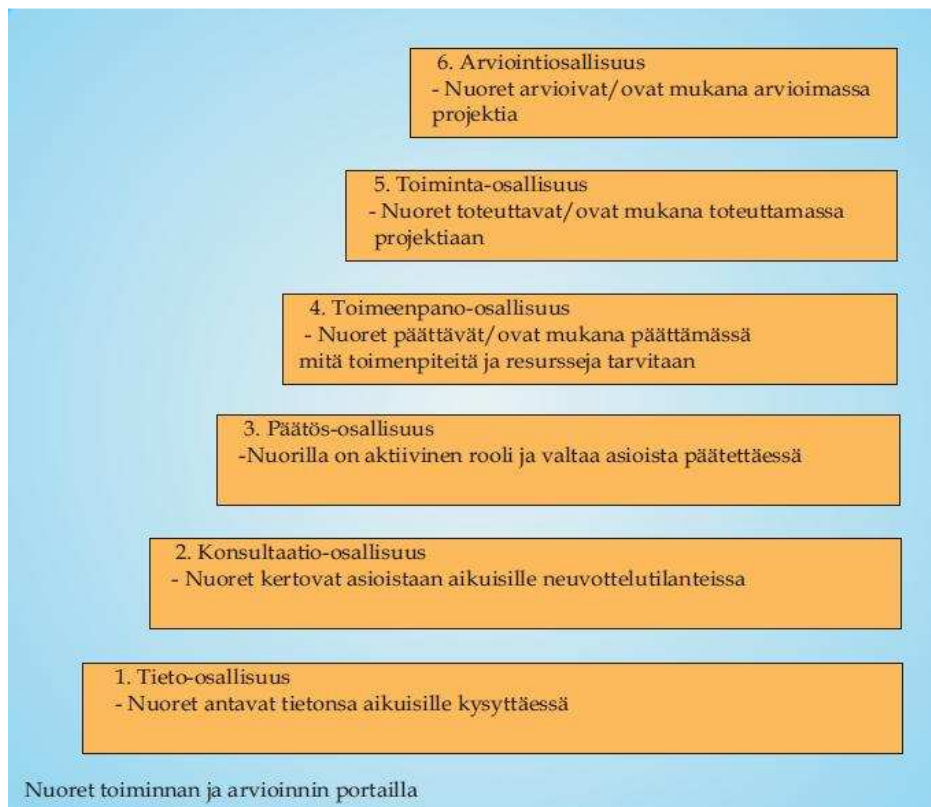 6. Arviointiosallisuus
- Nuoret arvioivat/ovat mukana arvioimassa
projektia
5. Toiminta-osallisuus
- Nuoret toteuttavat/ovat mukana toteuttamassa
projektiaan
4. Toimeenpano-osallisuus
- Nuoret päättävät/ovat mukana päättämässä
mitä toimenpiteitä ja resursseja tarvitaan
3. Päätös-osallisuus
-Nuorilla on aktiivinen rooli ja valtaa asioista päätettäessä
2. Konsultaatio-osallisuus
- Nuoret kertovat asioistaan aikuisille neuvottelutilanteissa
1. Tieto-osallisuus
- Nuoret antavat tietonsa aikuisille kysyttäessä
Nuoret toiminnan ja arvioinnin portailla